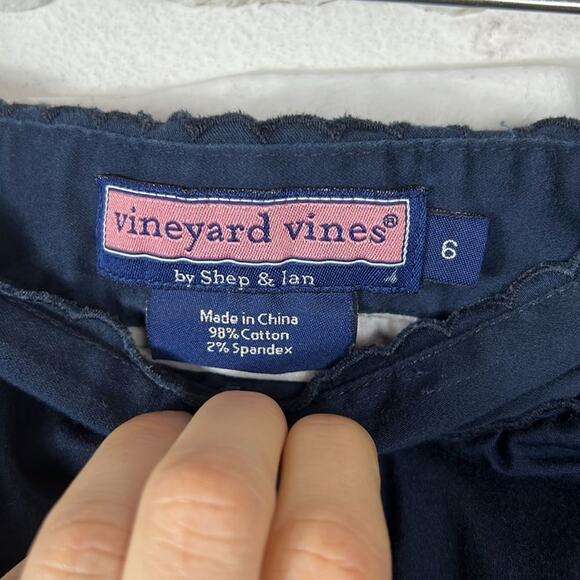 vineyard vines®
by Shep & Ian
6
Made in China
98% Cotton
2% Spandex